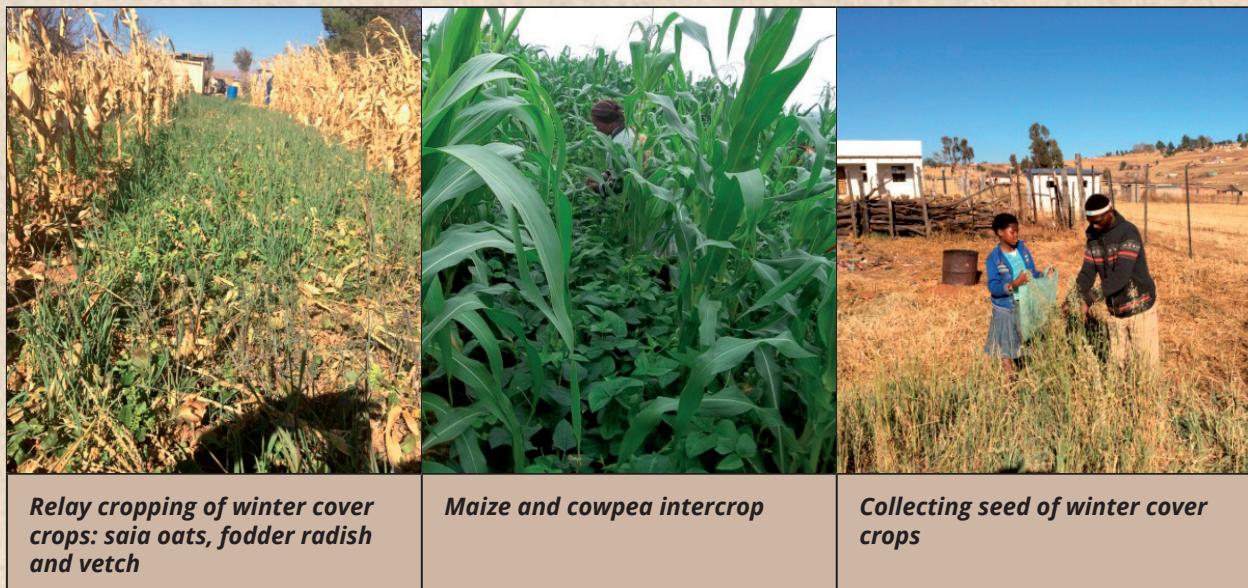 Relay cropping of winter cover
crops: saia oats, fodder radish
and vetch
Maize and cowpea intercrop
Collecting seed of winter cover
crops